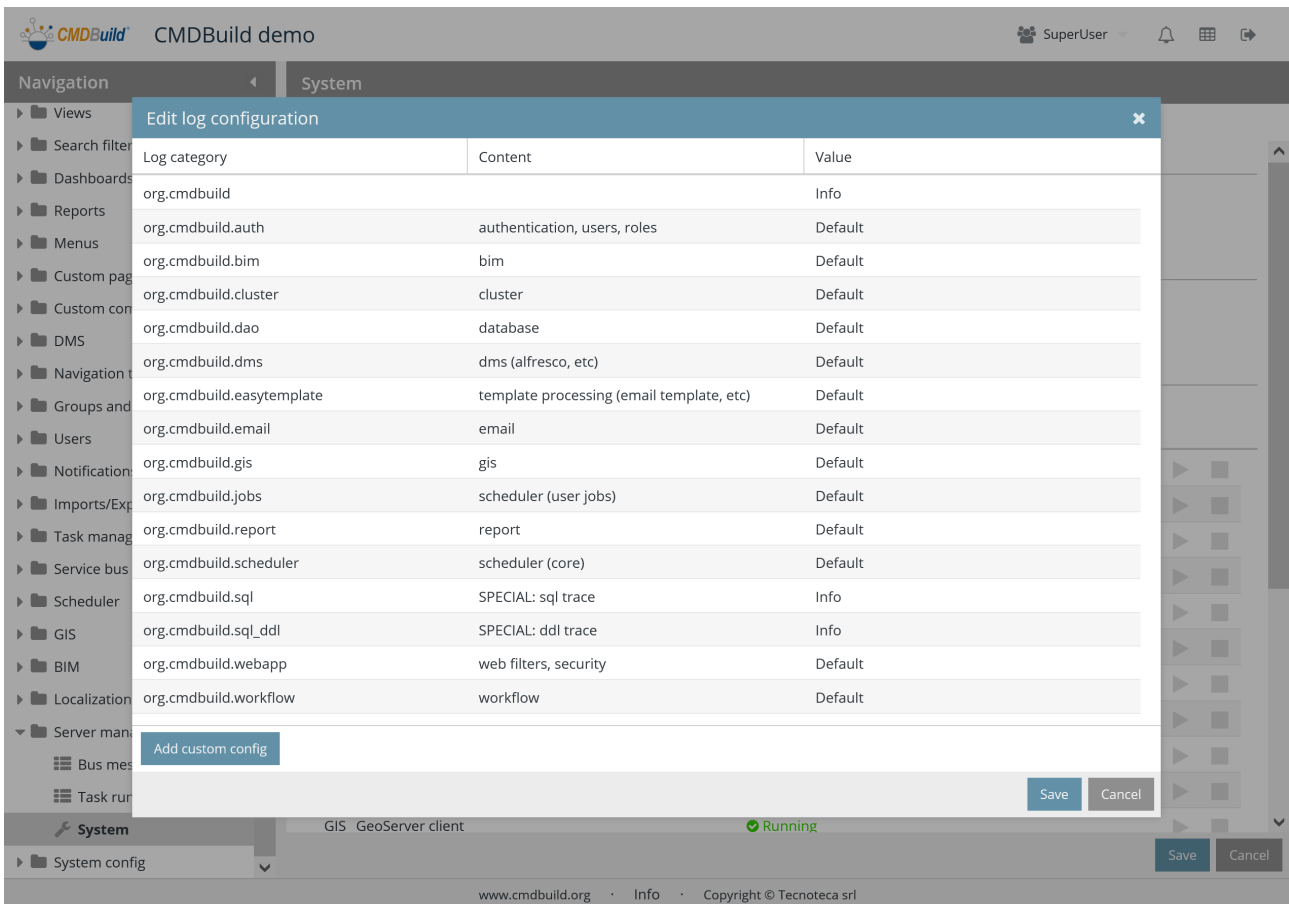 CMDBuild CMDBuild demo SuperUser
Navigation System
Views
Search filter
Dashboards
Reports
Menus
Custom pag
Custom con
DMS
Navigation t
Groups and
Users
Notification
Imports/Exp
Task manag
Service bus
Scheduler
GIS
BIM
Localization
Server mana
Bus mes
Task run
System
System config
Edit log configuration
Log category Content Value
org.cmdbuild Info
org.cmdbuild.auth authentication, users, roles Default
org.cmdbuild.bim bim Default
org.cmdbuild.cluster cluster Default
org.cmdbuild.dao database Default
org.cmdbuild.dms dms (alfresco, etc) Default
org.cmdbuild.easytemplate template processing (email template, etc) Default
org.cmdbuild.email email Default
org.cmdbuild.gis gis Default
org.cmdbuild.jobs scheduler (user jobs) Default
org.cmdbuild.report report Default
org.cmdbuild.scheduler scheduler (core) Default
org.cmdbuild.sql SPECIAL: sql trace Info
org.cmdbuild.sql_ddl SPECIAL: ddl trace Info
org.cmdbuild.webapp web filters, security Default
org.cmdbuild.workflow workflow Default
Add custom config
Save Cancel
GIS GeoServer client Running
Save Cancel
www.cmdbuild.org · Info · Copyright © Tecnoteca srl